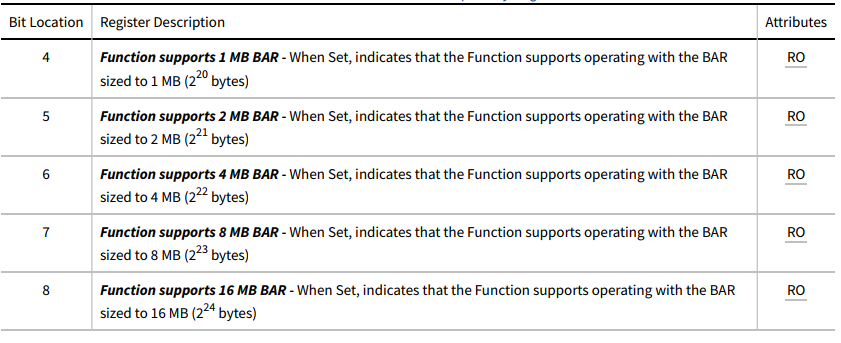 Bit Location Register Description Attributes
4 Function supports 1 MB BAR - When Set, indicates that the Function supports operating with the BAR RO
sized to 1 MB (2^20 bytes)
5 Function supports 2 MB BAR - When Set, indicates that the Function supports operating with the BAR RO
sized to 2 MB (2^21 bytes)
6 Function supports 4 MB BAR - When Set, indicates that the Function supports operating with the BAR RO
sized to 4 MB (2^22 bytes)
7 Function supports 8 MB BAR - When Set, indicates that the Function supports operating with the BAR RO
sized to 8 MB (2^23 bytes)
8 Function supports 16 MB BAR - When Set, indicates that the Function supports operating with the BAR RO
sized to 16 MB (2^24 bytes)